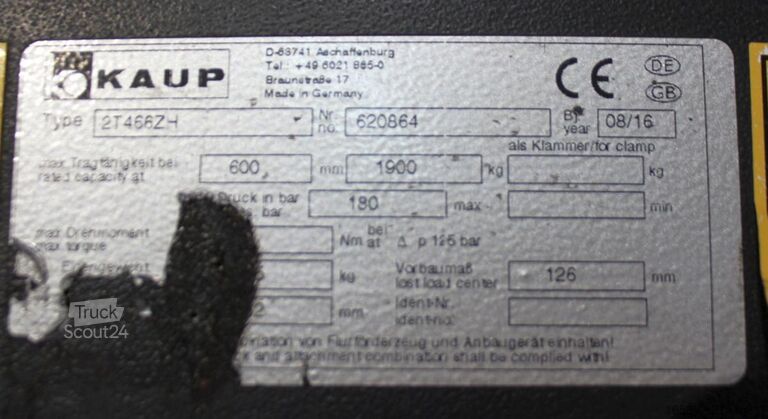 KAUP
D-63741 Aschaffenburg
Tel.: +49 6021 865-0
Braunstraße 17
Made in Germany
CE
DE
GB
Type 2T466ZH Nr. no. 620864 Bj year 08/16
als Klammer/for clamp
max Tragfähigkeit bei
rated capacity at 600 mm 1900 kg kg
Druck in bar
bar 180 max min
max Drehmoment
max torque Nm bei at Δ p 125 bar
Eigengewicht
kg Vorbaumaß
lost load center 126 mm
2 mm Ident-Nr.
ident-no.
Truck
Scout24
von Flurförderzeug und Anbaugerät einhalten!
and attachment combination shall be complied with!